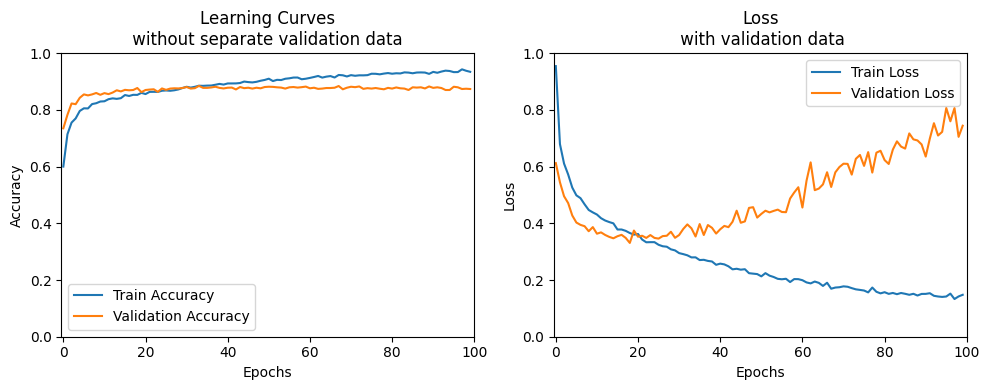 Learning Curves
without separate validation data
1.0
0.8
0.6
0.4
0.2
0.0
Accuracy
Train Accuracy
Validation Accuracy
0 20 40 60 80 100
Epochs
Loss
with validation data
1.0
0.8
0.6
0.4
0.2
0.0
Loss
Train Loss
Validation Loss
0 20 40 60 80 100
Epochs